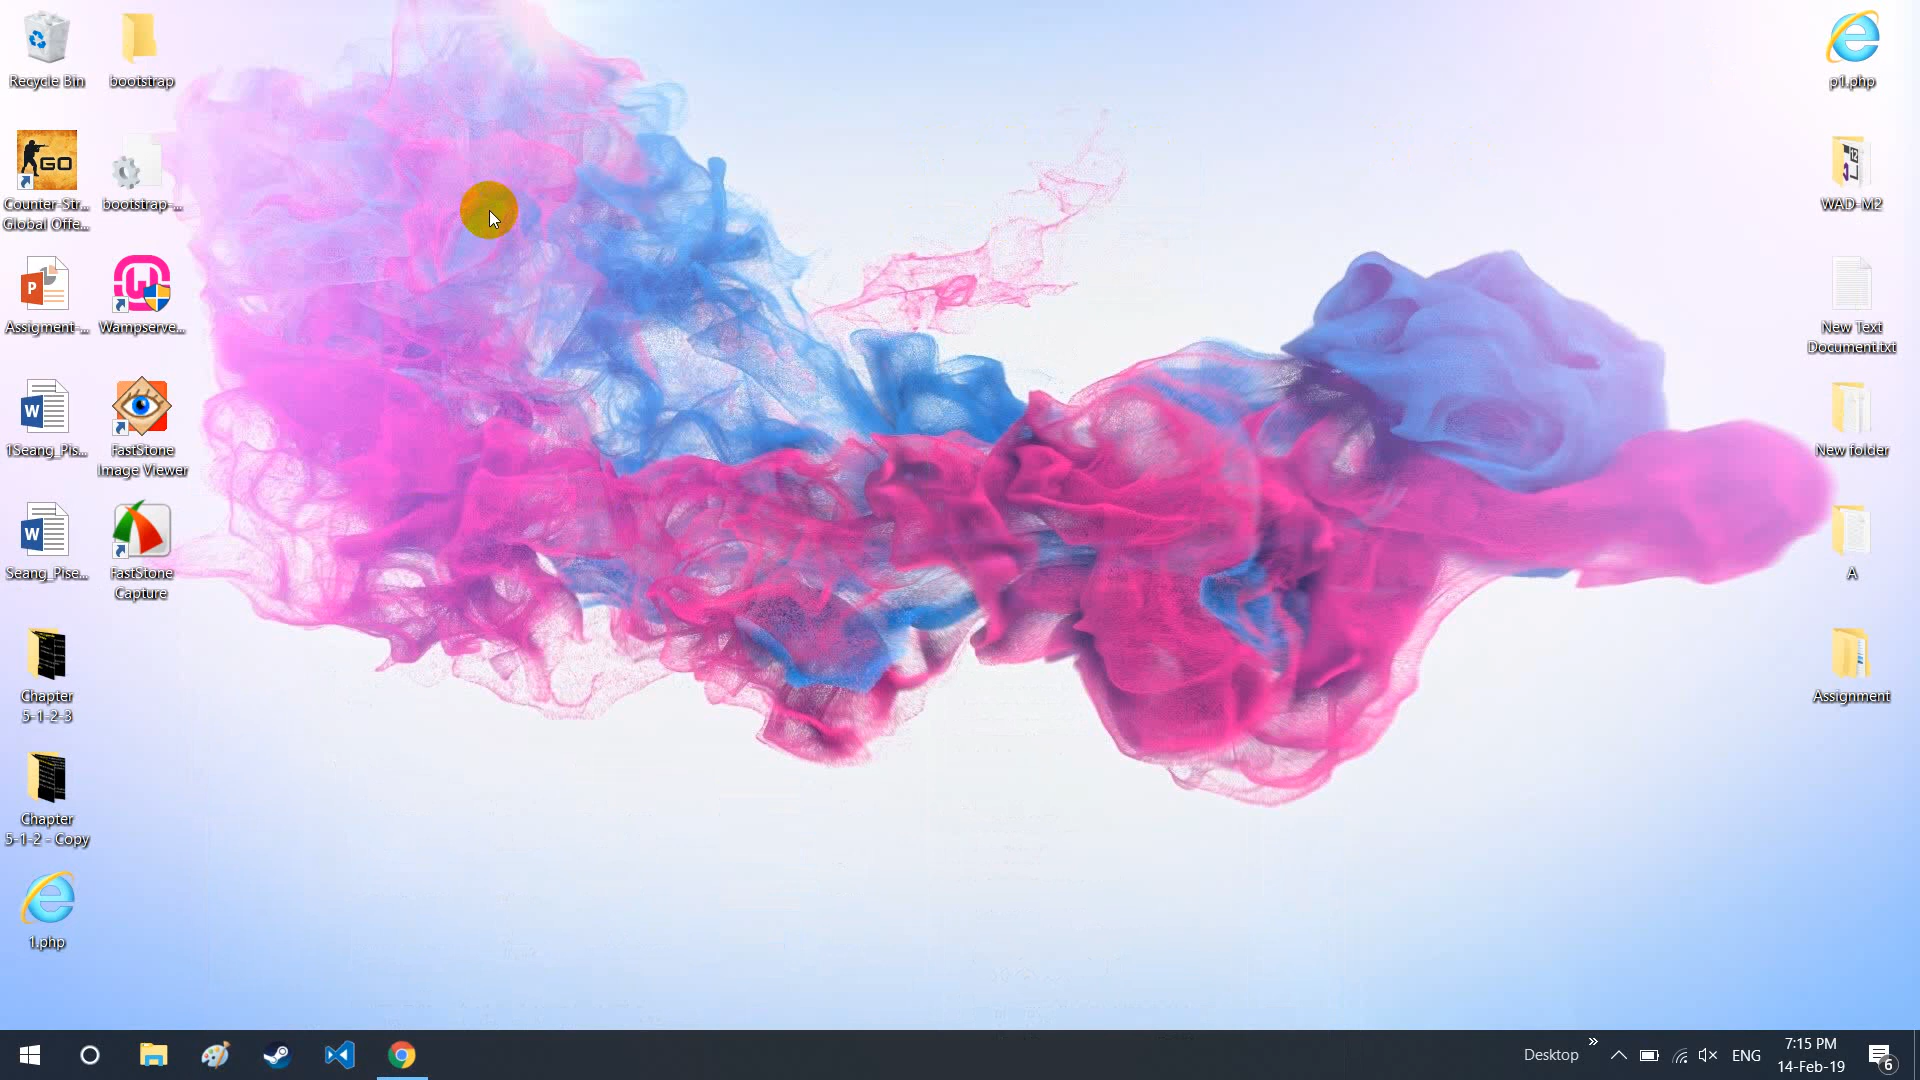 Recycle Bin
bootstrap
GO
Counter-Str...
Global Offe...
bootstrap-...
Assigment-...
Wampserve...
1Seang_Pis...
FastStone
Image Viewer
Seang_Pise...
FastStone
Capture
Chapter
5-1-2-3
Chapter
5-1-2 - Copy
1.php
p1.php
WAD-M2
New Text
Document.txt
New folder
A
Assignment
Desktop
ENG
7:15 PM
14-Feb-19
6